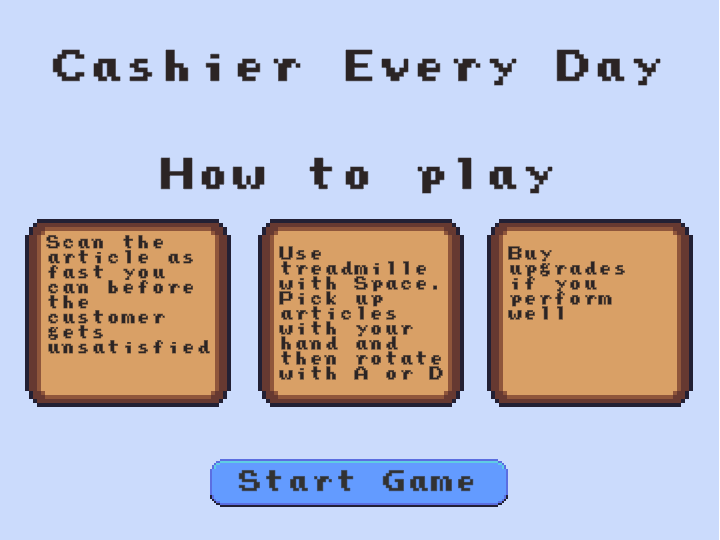 Cashier Every Day
How to play
Scan the
article as
fast you
can before
the
customer
gets
unsatisfied
Use
treadmille
with Space.
Pick up
articles
with your
hand and
then rotate
with A or D
Buy
upgrades
if you
perform
well
Start Game